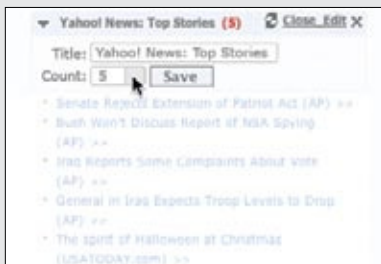 Yahoo! News: Top Stories (5) Close Edit X
Title: Yahoo! News: Top Stories
Count: 5 Save
• Senate Rejects Extension of Patriot Act (AP) >>
• Bush Won't Discuss Report of NSA Spying
(AP) >>
• Iraq Reports Some Complaints About Vote
(AP) >>
• General in Iraq Expects Troop Levels to Drop
(AP) >>
• The spirit of Halloween at Christmas
(USATODAY.com) >>